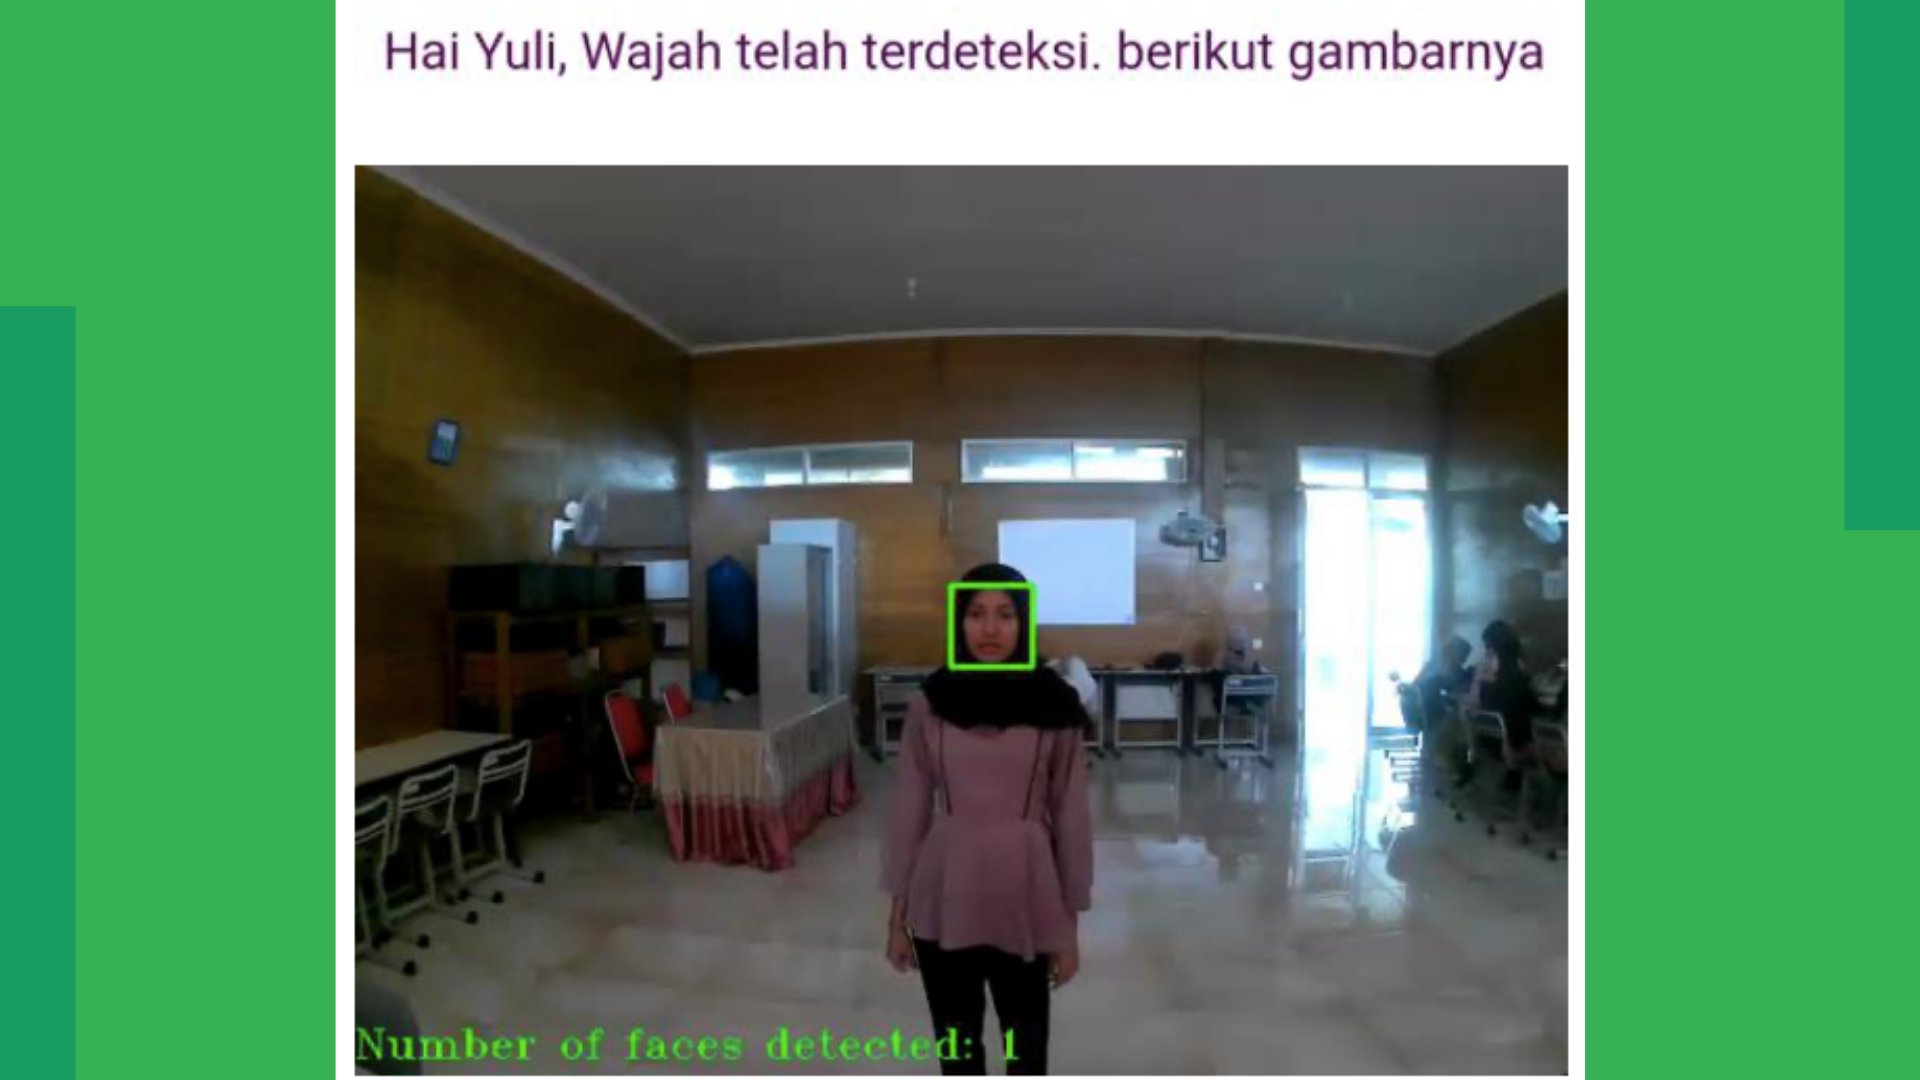 Hai Yuli, Wajah telah terdeteksi. berikut gambarnya
Number of faces detected: 1